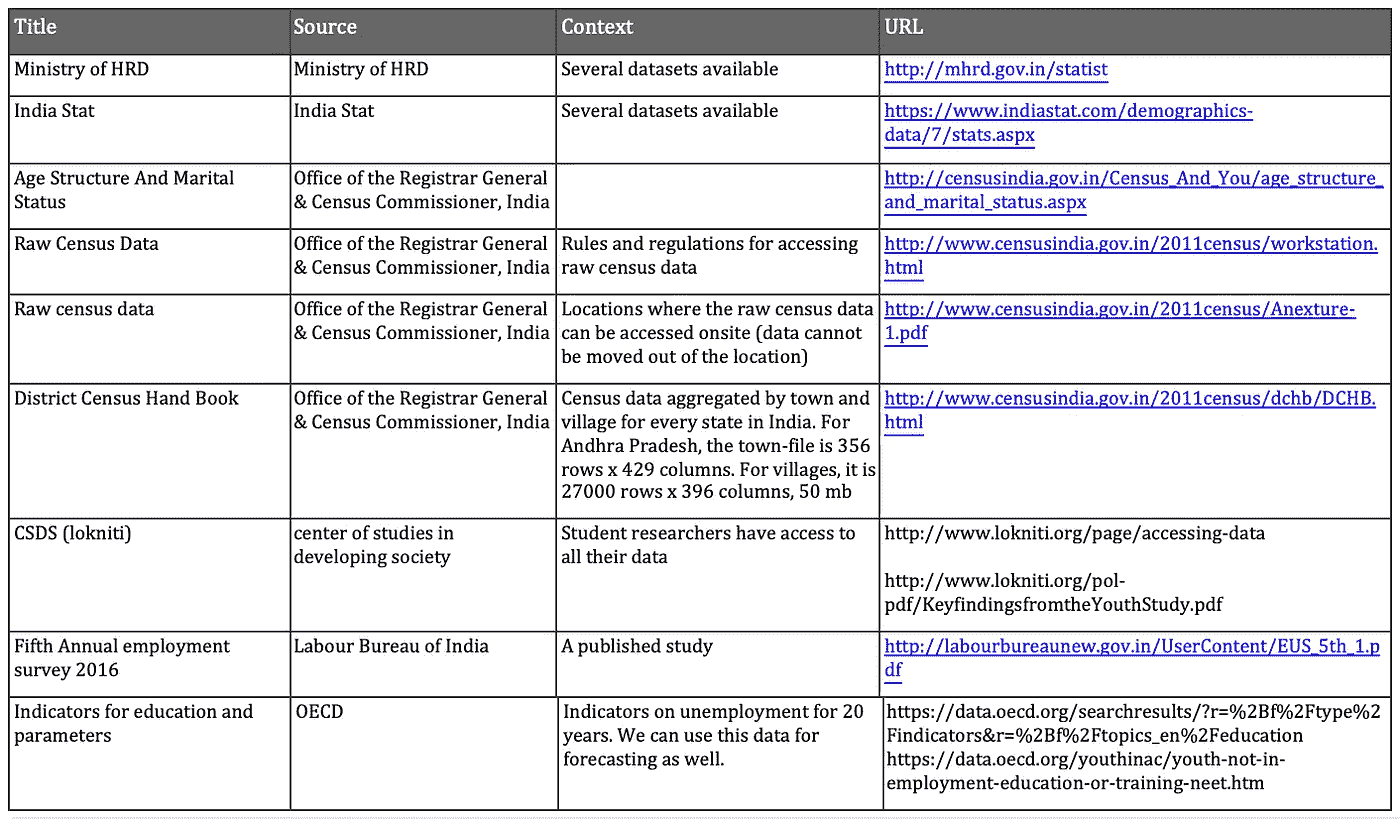 Title Source Context URL
Ministry of HRD Ministry of HRD Several datasets available http://mhrd.gov.in/statist
India Stat India Stat Several datasets available https://www.indiastat.com/demographics-
data/7/stats.aspx
Age Structure And Marital Office of the Registrar General http://censusindia.gov.in/Census_And_You/age_structure_
Status & Census Commissioner, India and_marital_status.aspx
Raw Census Data Office of the Registrar General Rules and regulations for accessing http://www.censusindia.gov.in/2011census/workstation.
& Census Commissioner, India raw census data html
Raw census data Office of the Registrar General Locations where the raw census data http://www.censusindia.gov.in/2011census/Anexture-
& Census Commissioner, India can be accessed onsite (data cannot 1.pdf
be moved out of the location)
District Census Hand Book Office of the Registrar General Census data aggregated by town and http://www.censusindia.gov.in/2011census/dchb/DCHB.
& Census Commissioner, India village for every state in India. For html
Andhra Pradesh, the town-file is 356
rows x 429 columns. For villages, it is
27000 rows x 396 columns, 50 mb
CSDS (lokniti) center of studies in Student researchers have access to http://www.lokniti.org/page/accessing-data
developing society all their data
http://www.lokniti.org/pol-
pdf/KeyfindingsfromtheYouthStudy.pdf
Fifth Annual employment Labour Bureau of India A published study http://labourbureaunew.gov.in/UserContent/EUS_5th_1.p
survey 2016 df
Indicators for education and OECD Indicators on unemployment for 20 https://data.oecd.org/searchresults/?r=%2Bf%2Ftype%2
parameters years. We can use this data for Findicators&r=%2Bf%2Ftopics_en%2Feducation
forecasting as well. https://data.oecd.org/youthinac/youth-not-in-
employment-education-or-training-neet.htm